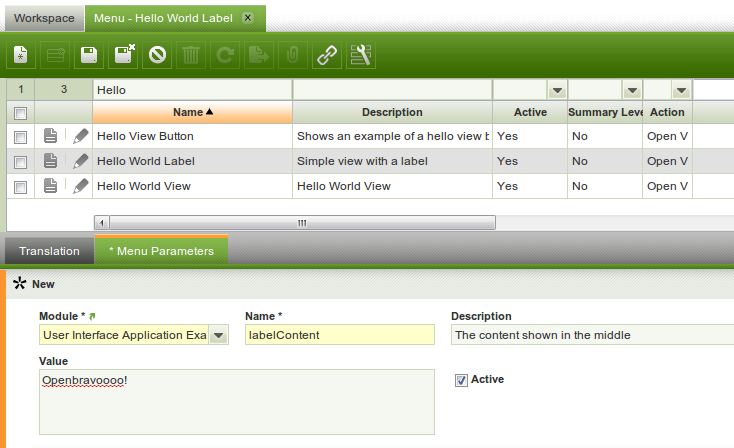 Workspace Menu - Hello World Label
1 3 Hello
Name Description Active Summary Leve Action
Hello View Button Shows an example of a hello view b Yes No Open V
Hello World Label Simple view with a label Yes No Open V
Hello World View Hello World View Yes No Open V
Translation * Menu Parameters
New
Module * Name * Description
User Interface Application Exa labelContent The content shown in the middle
Value
Openbravoooo!
Active